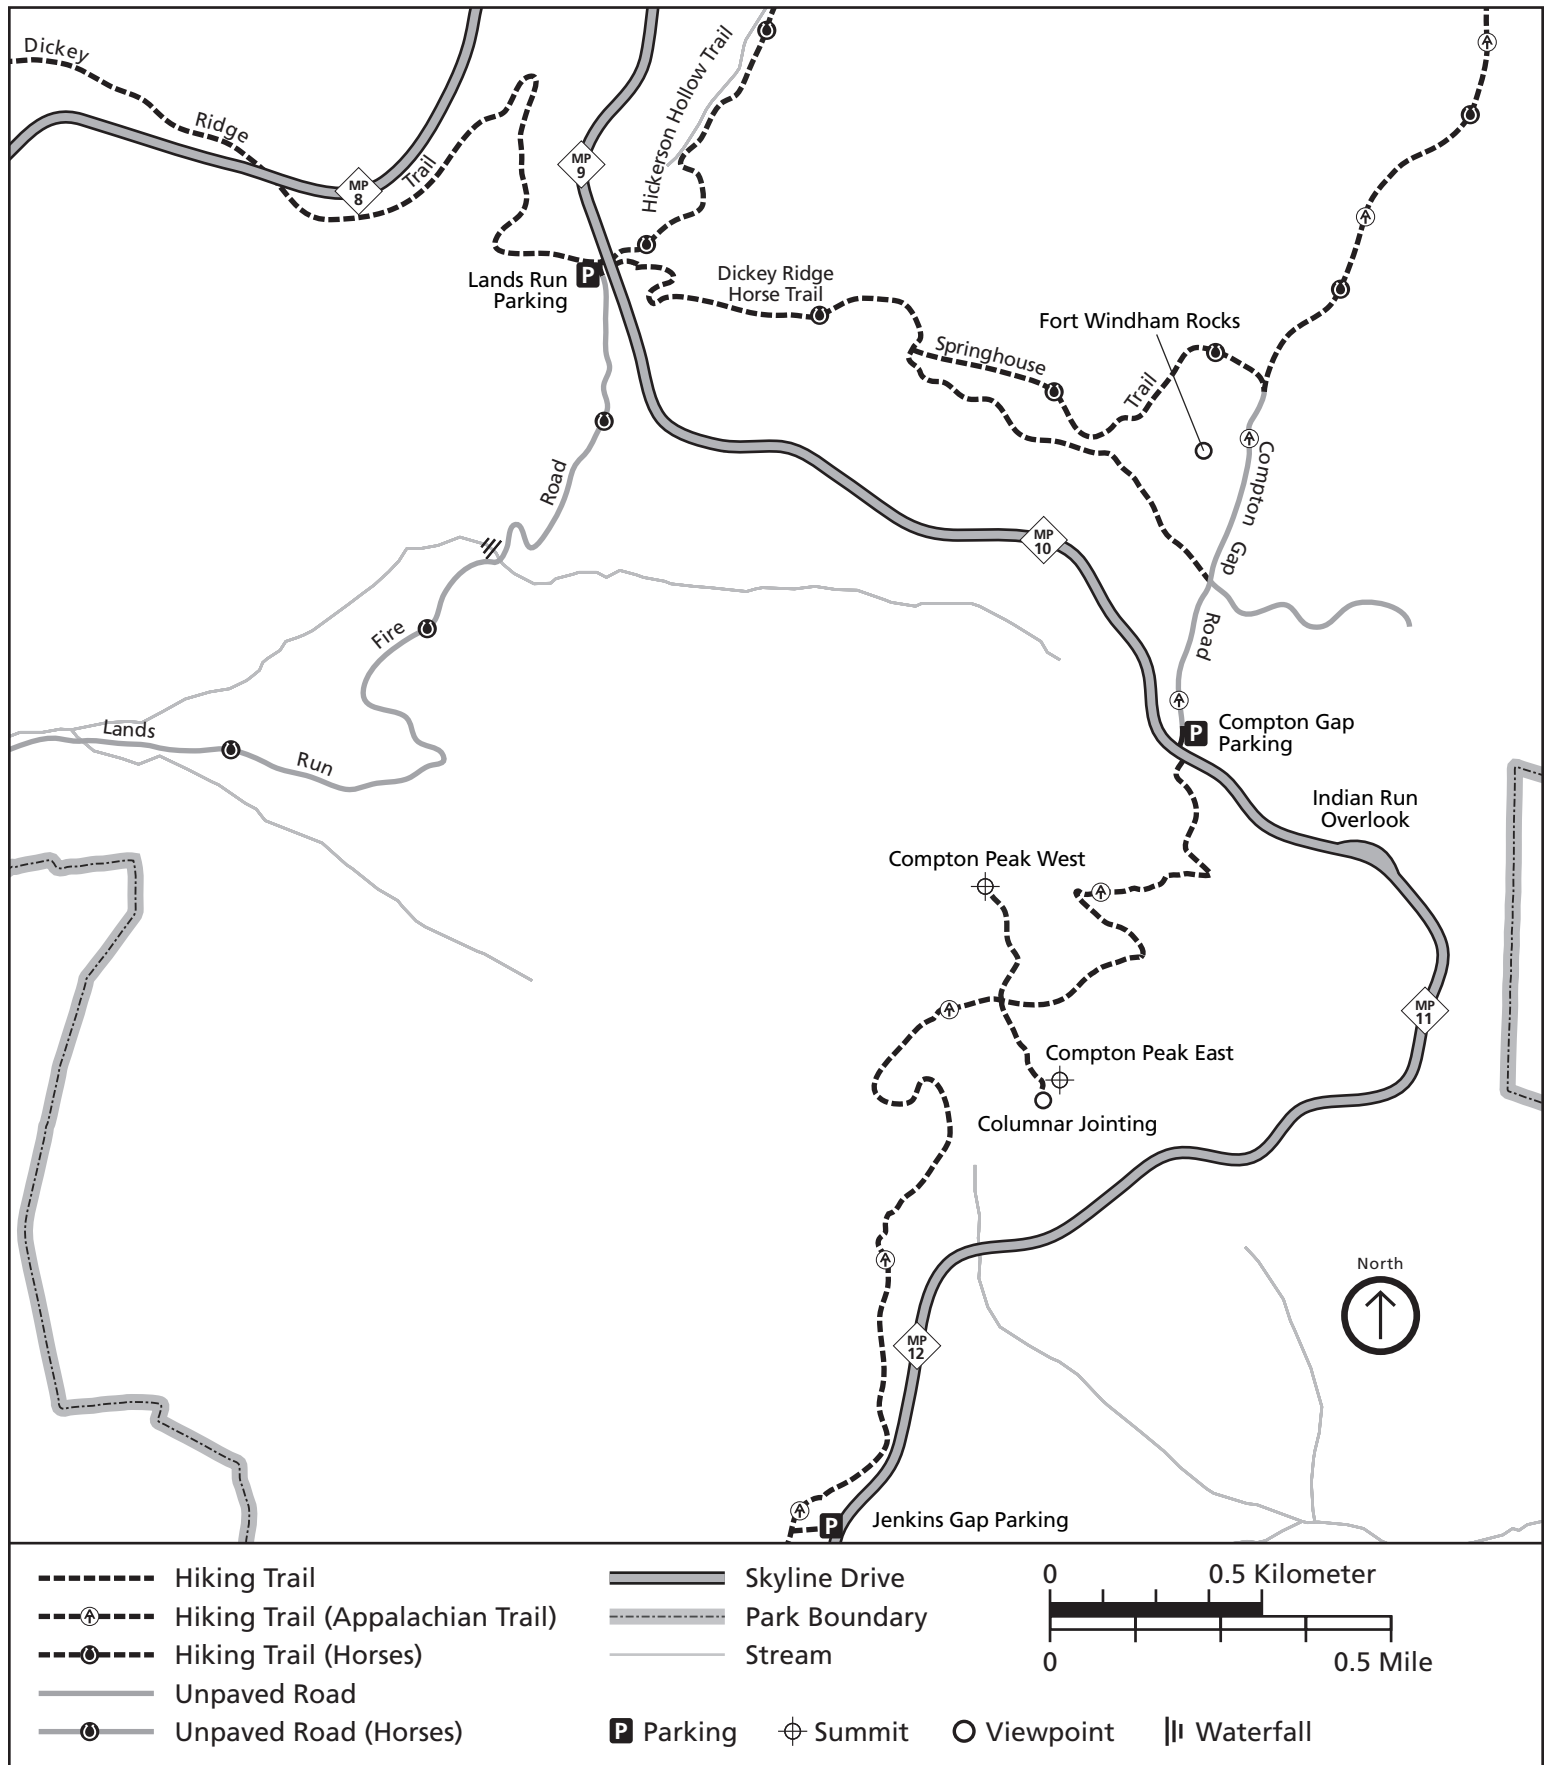 Dickey
Ridge
Trail
MP
8
MP
9
Hickerson Hollow Trail
P
Lands Run
Parking
Dickey Ridge
Horse Trail
Springhouse
Trail
Fort Windham Rocks
Compton
Gap
Road
Road
Fire
Lands
Run
MP
10
P
Compton Gap
Parking
Indian Run
Overlook
Compton Peak West
MP
11
Compton Peak East
Columnar Jointing
North
MP
12
P
Jenkins Gap Parking
Hiking Trail
Hiking Trail (Appalachian Trail)
Hiking Trail (Horses)
Unpaved Road
Unpaved Road (Horses)
Skyline Drive
Park Boundary
Stream
P Parking
Summit
Viewpoint
Waterfall
0 0.5 Kilometer
0 0.5 Mile